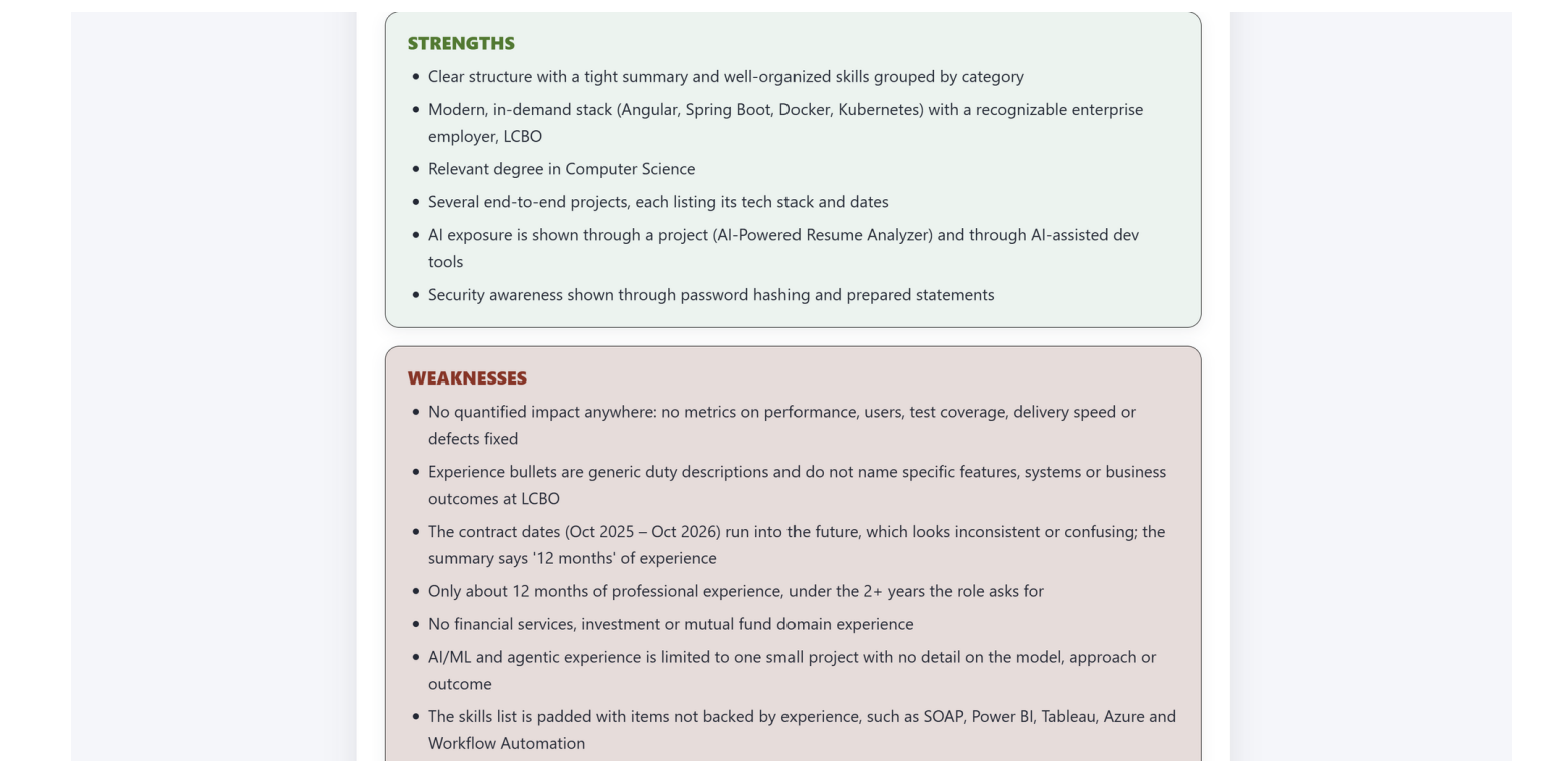 STRENGTHS
• Clear structure with a tight summary and well-organized skills grouped by category
• Modern, in-demand stack (Angular, Spring Boot, Docker, Kubernetes) with a recognizable enterprise
employer, LCBO
• Relevant degree in Computer Science
• Several end-to-end projects, each listing its tech stack and dates
• AI exposure is shown through a project (AI-Powered Resume Analyzer) and through AI-assisted dev
tools
• Security awareness shown through password hashing and prepared statements
WEAKNESSES
• No quantified impact anywhere: no metrics on performance, users, test coverage, delivery speed or
defects fixed
• Experience bullets are generic duty descriptions and do not name specific features, systems or business
outcomes at LCBO
• The contract dates (Oct 2025 – Oct 2026) run into the future, which looks inconsistent or confusing; the
summary says '12 months' of experience
• Only about 12 months of professional experience, under the 2+ years the role asks for
• No financial services, investment or mutual fund domain experience
• AI/ML and agentic experience is limited to one small project with no detail on the model, approach or
outcome
• The skills list is padded with items not backed by experience, such as SOAP, Power BI, Tableau, Azure and
Workflow Automation